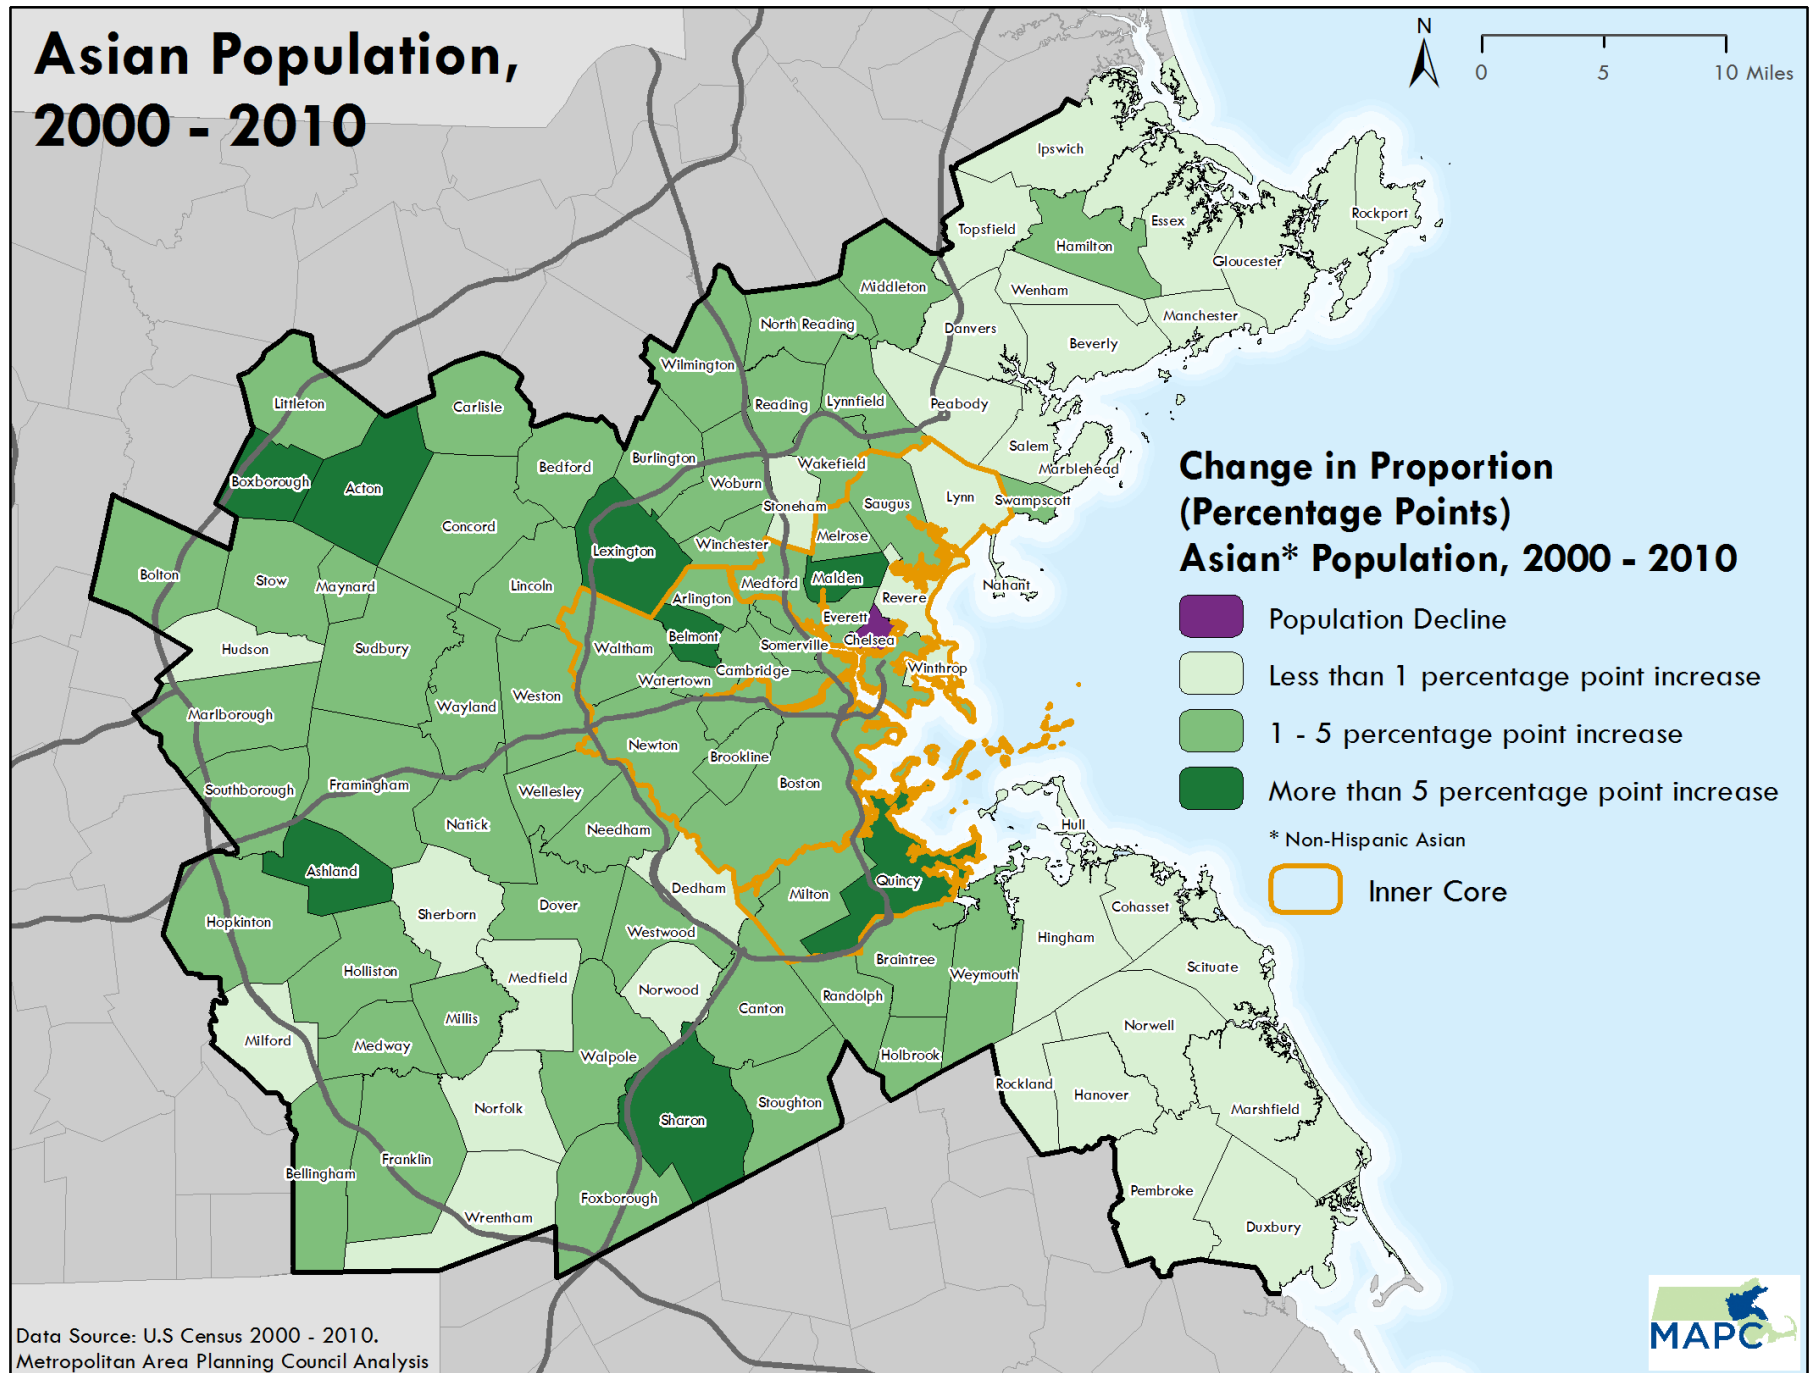 Asian Population,
2000 - 2010
N
0 5 10 Miles
Ipswich
Rockport
Essex
Topsfield
Hamilton
Gloucester
Middleton
Wenham
Manchester
North Reading
Danvers
Beverly
Wilmington
Littleton
Carlisle
Reading
Lynnfield
Peabody
Salem
Burlington
Wakefield
Bedford
Marblehead
Boxborough
Acton
Woburn
Stoneham
Saugus
Lynn
Swampscott
Concord
Melrose
Winchester
Lexington
Bolton
Stow
Maynard
Lincoln
Medford
Malden
Nahant
Arlington
Revere
Everett
Belmont
Chelsea
Hudson
Sudbury
Waltham
Somerville
Cambridge
Winthrop
Watertown
Weston
Wayland
Marlborough
Newton
Brookline
Boston
Southborough
Framingham
Wellesley
Natick
Needham
Hull
Ashland
Quincy
Dedham
Milton
Sherborn
Dover
Cohasset
Hopkinton
Westwood
Hingham
Braintree
Scituate
Holliston
Weymouth
Medfield
Norwood
Randolph
Canton
Millis
Norwell
Milford
Medway
Walpole
Holbrook
Rockland
Hanover
Norfolk
Stoughton
Marshfield
Sharon
Franklin
Bellingham
Pembroke
Foxborough
Wrentham
Duxbury
Change in Proportion
(Percentage Points)
Asian* Population, 2000 - 2010
Population Decline
Less than 1 percentage point increase
1 - 5 percentage point increase
More than 5 percentage point increase
* Non-Hispanic Asian
Inner Core
Data Source: U.S Census 2000 - 2010.
Metropolitan Area Planning Council Analysis
MAPC